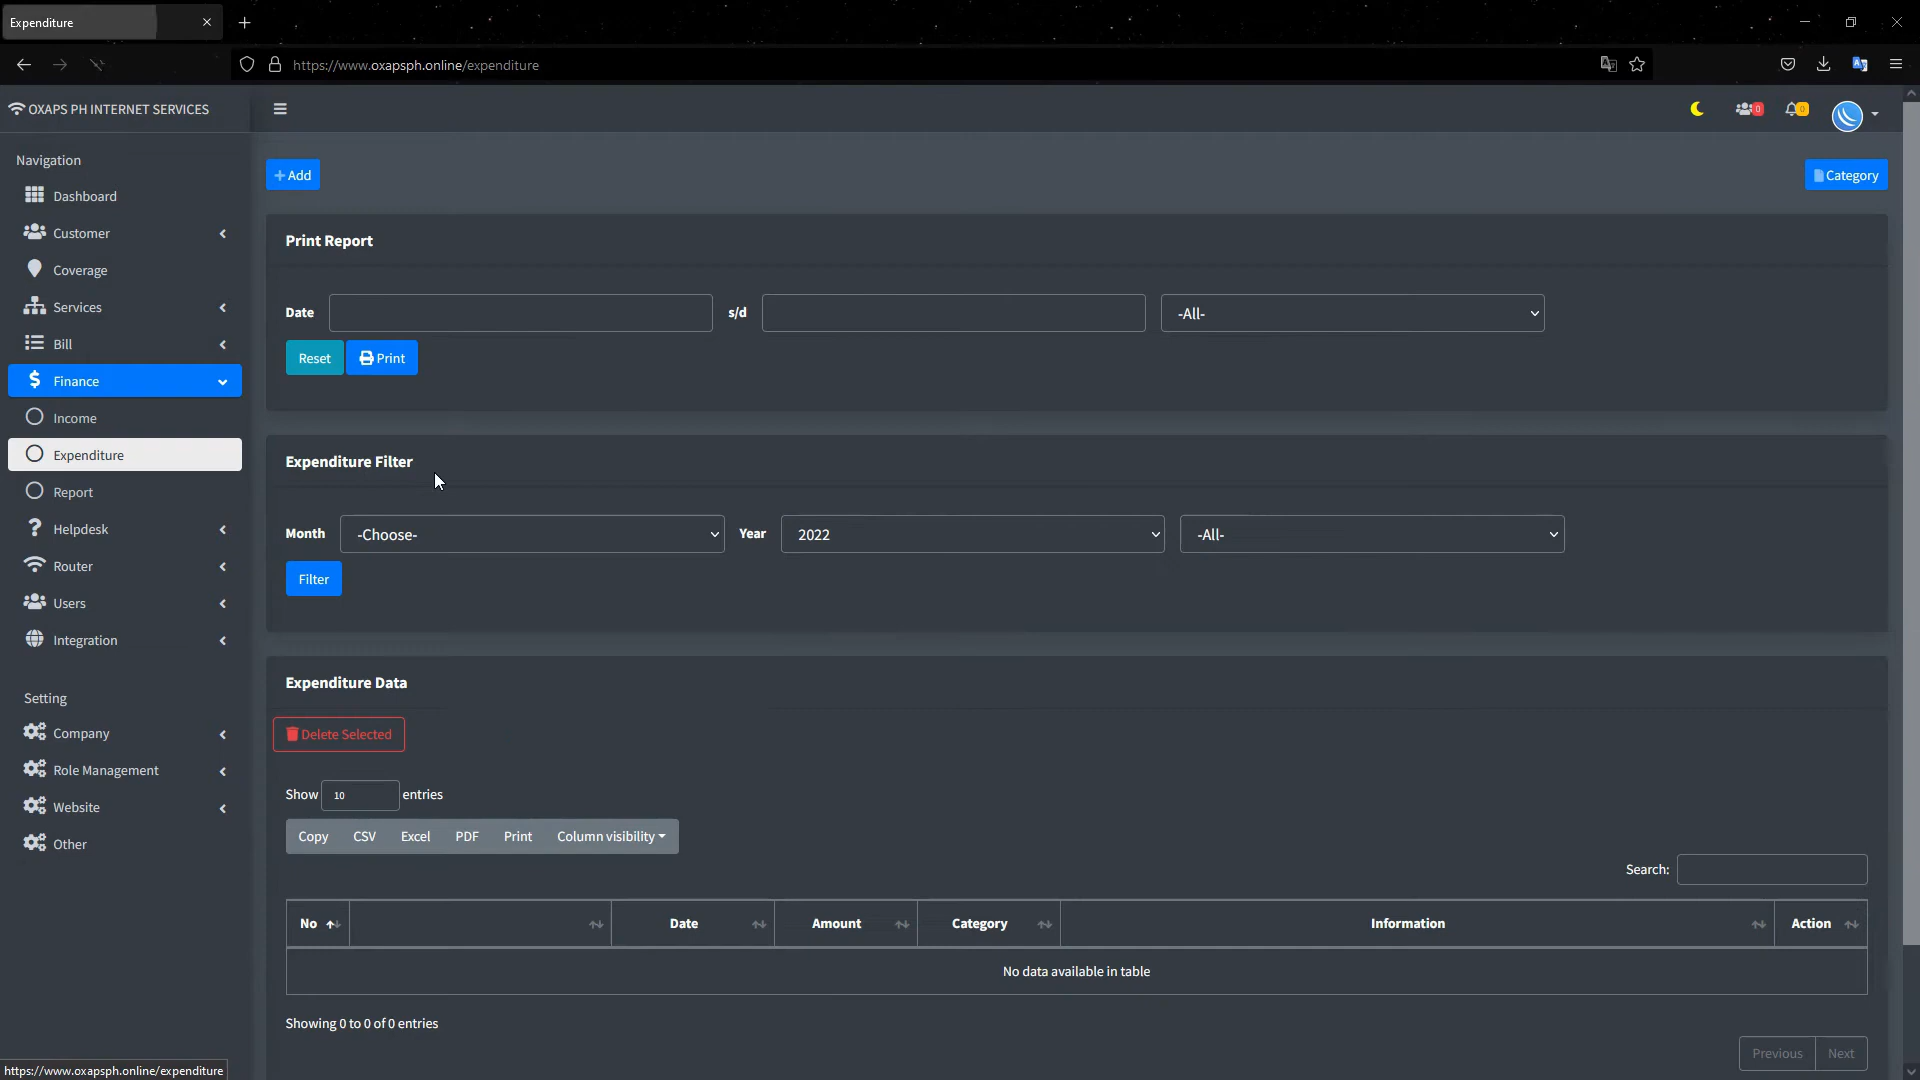 Expenditure
https://www.oxapsph.online/expenditure
OXAPS PH INTERNET SERVICES
0
0
Navigation
Dashboard
Customer
Coverage
Services
Bill
Finance
Income
Expenditure
Report
Helpdesk
Router
Users
Integration
Setting
Company
Role Management
Website
Other
+ Add
Category
Print Report
Date
s/d
-All-
Reset
Print
Expenditure Filter
Month
-Choose-
Year
2022
-All-
Filter
Expenditure Data
Delete Selected
Show 10 entries
Copy CSV Excel PDF Print Column visibility
Search:
No Date Amount Category Information Action
No data available in table
Showing 0 to 0 of 0 entries
Previous Next
https://www.oxapsph.online/expenditure